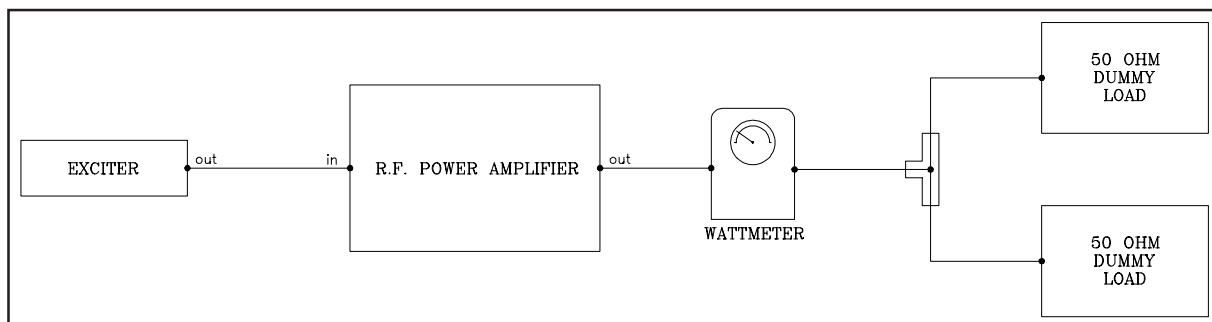 EXCITER
out
in
R.F. POWER AMPLIFIER
out
WATTMETER
50 OHM
DUMMY
LOAD
50 OHM
DUMMY
LOAD